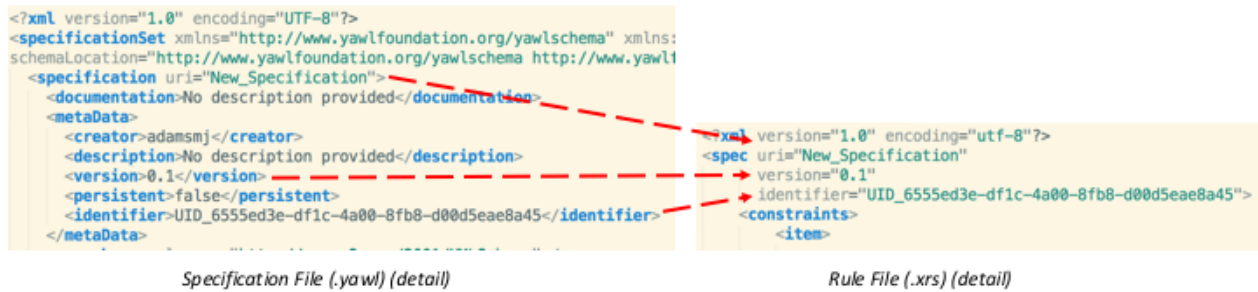 <?xml version="1.0" encoding="UTF-8"?>
<specificationSet xmlns="http://www.yawlfoundation.org/yawlschema" xmlns:
schemaLocation="http://www.yawlfoundation.org/yawlschema http://www.yawlf
<specification uri="New_Specification">
<documentation>No description provided</documentation>
<metaData>
<creator>adamsmj</creator>
<description>No description provided</description>
<version>0.1</version>
<persistent>false</persistent>
<identifier>UID_6555ed3e-df1c-4a00-8fb8-d00d5eae8a45</identifier>
</metaData>
Specification File (.yawl) (detail)
<?xml version="1.0" encoding="utf-8"?>
<spec uri="New_Specification"
version="0.1"
identifier="UID_6555ed3e-df1c-4a00-8fb8-d00d5eae8a45">
<constraints>
<item>
Rule File (.xrs) (detail)